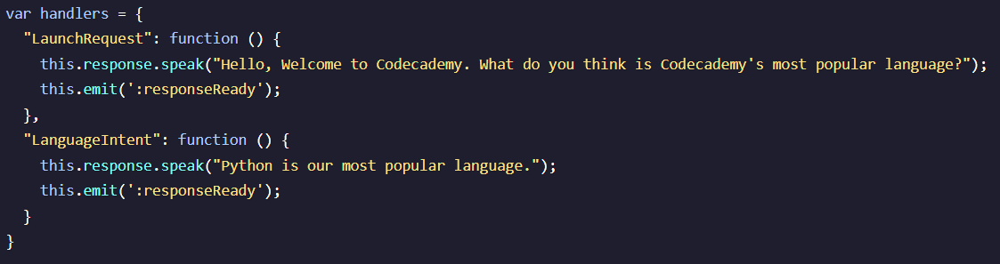 var handlers = {
  "LaunchRequest": function () {
    this.response.speak("Hello, Welcome to Codecademy. What do you think is Codecademy's most popular language?");
    this.emit(':responseReady');
  },
  "LanguageIntent": function () {
    this.response.speak("Python is our most popular language.");
    this.emit(':responseReady');
  }
}